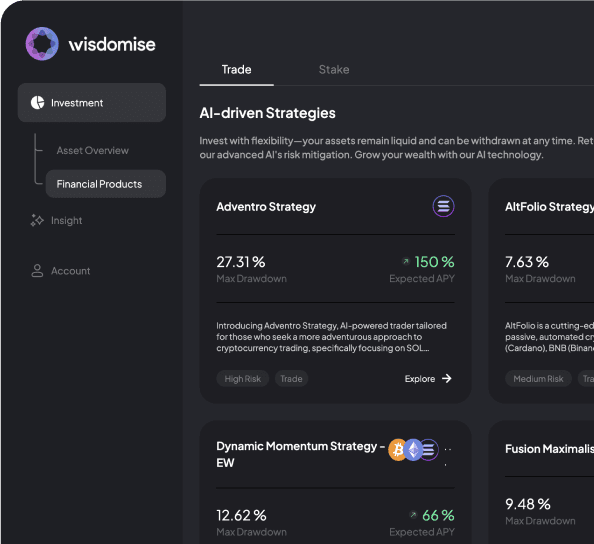 wisdomise
Trade
Stake
Investment
AI-driven Strategies
Asset Overview
Invest with flexibility—your assets remain liquid and can be withdrawn at any time. Ret
our advanced AI's risk mitigation. Grow your wealth with our AI technology.
Financial Products
Insight
Account
Adventro Strategy
27.31 %
150 %
Max Drawdown
Expected APY
Introducing Adventro Strategy, AI-powered trader tailored
for those who seek a more adventurous approach to
cryptocurrency trading, specifically focusing on SOL...
High Risk
Trade
Explore
AltFolio Strategy
7.63 %
Max Drawdown
AltFolio is a cutting-ed
passive, automated cr
(Cardano), BNB (Binan
Medium Risk
Tra
Dynamic Momentum Strategy -
EW
12.62 %
66 %
Max Drawdown
Expected APY
Fusion Maximalis
9.48 %
Max Drawdown